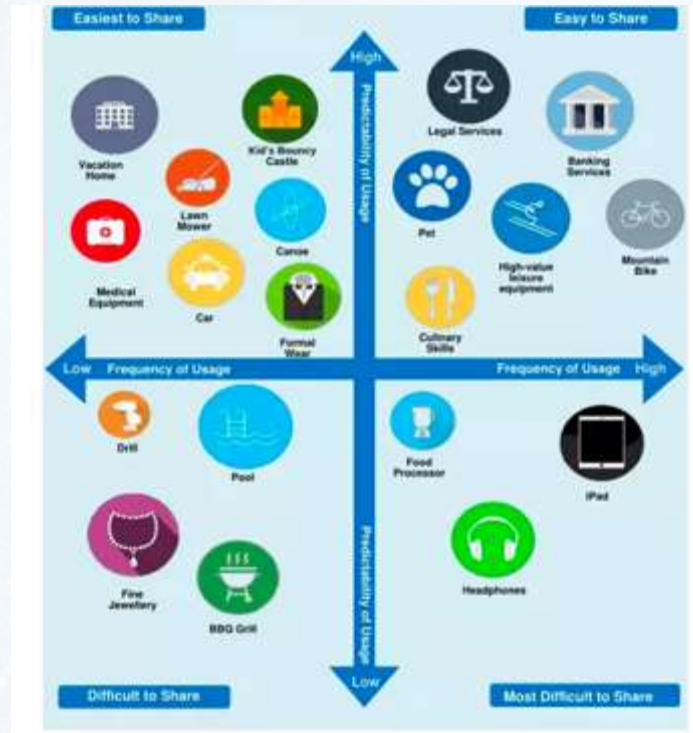 Easiest to Share
Easy to Share
High
Predictability of Usage
Vacation
Home
Kid's Bouncy
Castle
Lawn
Mower
Canoe
Medical
Equipment
Car
Formal
Wear
Legal Services
Banking
Services
Pet
High-value
leisure
equipment
Mountain
Bike
Culinary
Skills
Low
Frequency of Usage
Frequency of Usage
High
Drill
Pool
Fine
Jewellery
BBQ Grill
Food
Processor
iPad
Headphones
Predictability of Usage
Low
Difficult to Share
Most Difficult to Share